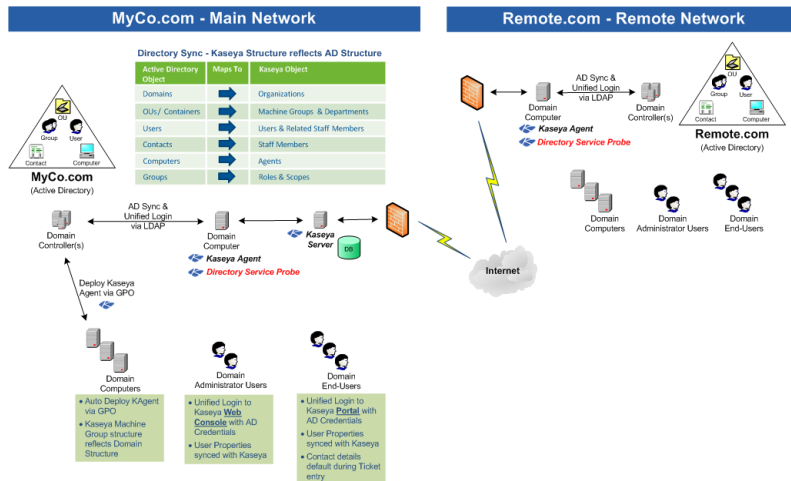 MyCo.com - Main Network
Directory Sync - Kaseya Structure reflects AD Structure
Active Directory Object
Maps To
Kaseya Object
Domains
Organizations
OUs / Containers
Machine Groups & Departments
Users
Users & Related Staff Members
Contacts
Staff Members
Computers
Agents
Groups
Roles & Scopes
OU
Group
User
Contact
Computer
MyCo.com
(Active Directory)
Domain
Controller(s)
AD Sync &
Unified Login
via LDAP
Domain
Computer
Kaseya Agent
Directory Service Probe
Kaseya
Server
DB
Deploy Kaseya
Agent via GPO
Domain
Computers
• Auto Deploy KAgent
via GPO
• Kaseya Machine
Group structure
reflects Domain
Structure
Domain
Administrator Users
• Unified Login to
Kaseya Web
Console with AD
Credentials
• User Properties
synced with Kaseya
Domain
End-Users
• Unified Login to
Kaseya Portal with
AD Credentials
• User Properties
synced with Kaseya
• Contact details
default during Ticket
entry
Internet
Remote.com - Remote Network
AD Sync &
Unified Login
via LDAP
Domain
Computer
Kaseya Agent
Directory Service Probe
Domain
Controller(s)
OU
Group
User
Contact
Computer
Remote.com
(Active Directory)
Domain
Computers
Domain
Administrator Users
Domain
End-Users